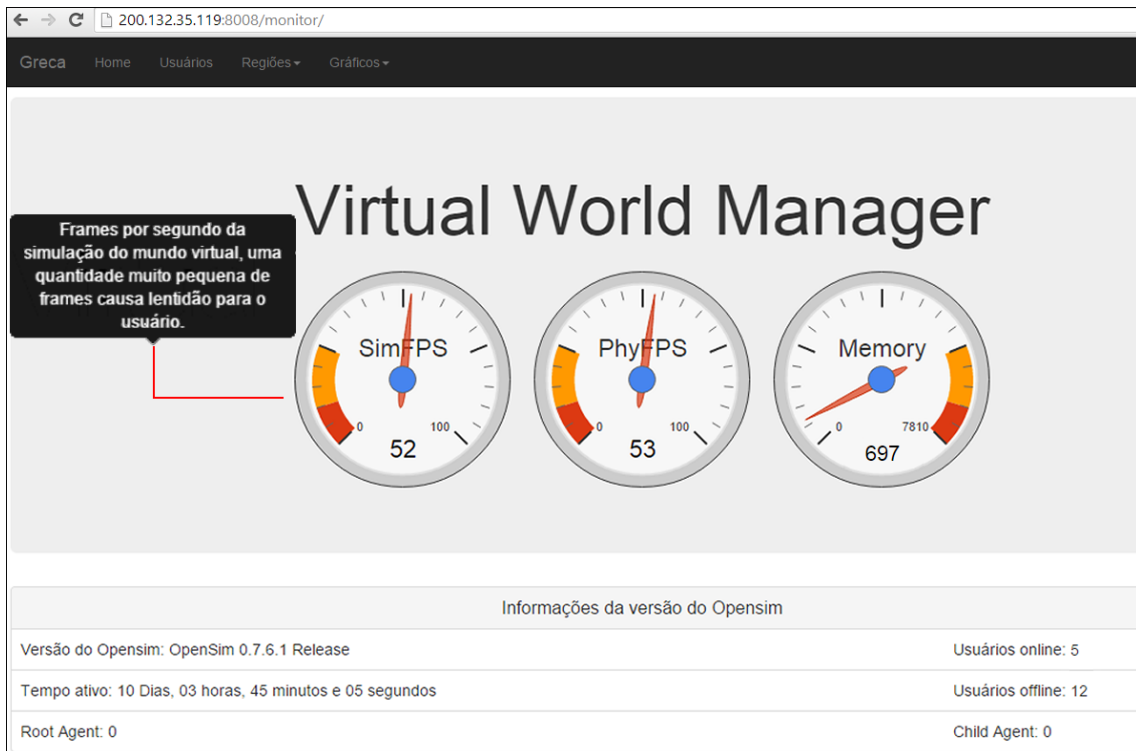 200.132.35.119:8008/monitor/
Greca Home Usuários Regiões Gráficos
Virtual World Manager
Frames por segundo da
simulação do mundo virtual, uma
quantidade muito pequena de
frames causa lentidão para o
usuário.
SimFPS PhyFPS Memory
0 100 0 100 0 7810
52 53 697
Informações da versão do Opensim
Versão do Opensim: OpenSim 0.7.6.1 Release Usuários online: 5
Tempo ativo: 10 Dias, 03 horas, 45 minutos e 05 segundos Usuários offline: 12
Root Agent: 0 Child Agent: 0